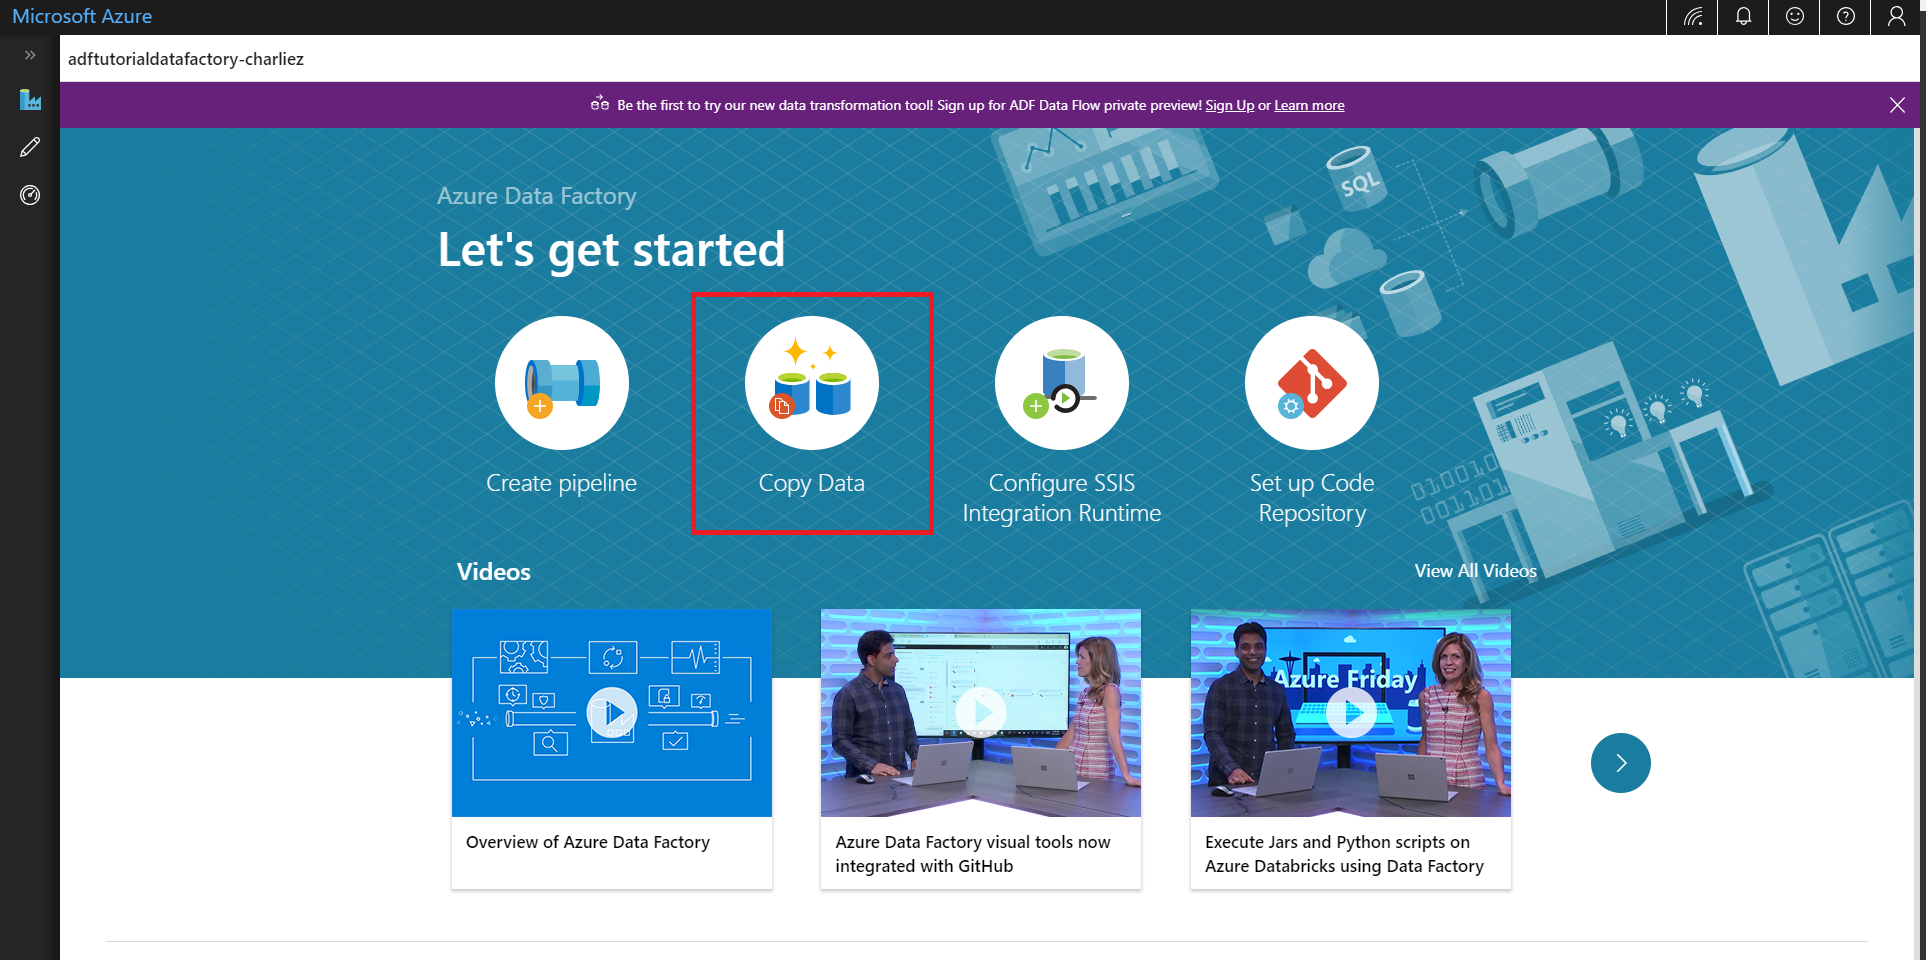 Microsoft Azure
adftutorialdatafactory-charliez
Be the first to try our new data transformation tool! Sign up for ADF Data Flow private preview! Sign Up or Learn more
Azure Data Factory
Let's get started
SQL
Create pipeline
Copy Data
Configure SSIS
Integration Runtime
Set up Code
Repository
010010
001101
Videos
View All Videos
Azure Friday
Overview of Azure Data Factory
Azure Data Factory visual tools now
integrated with GitHub
Execute Jars and Python scripts on
Azure Databricks using Data Factory